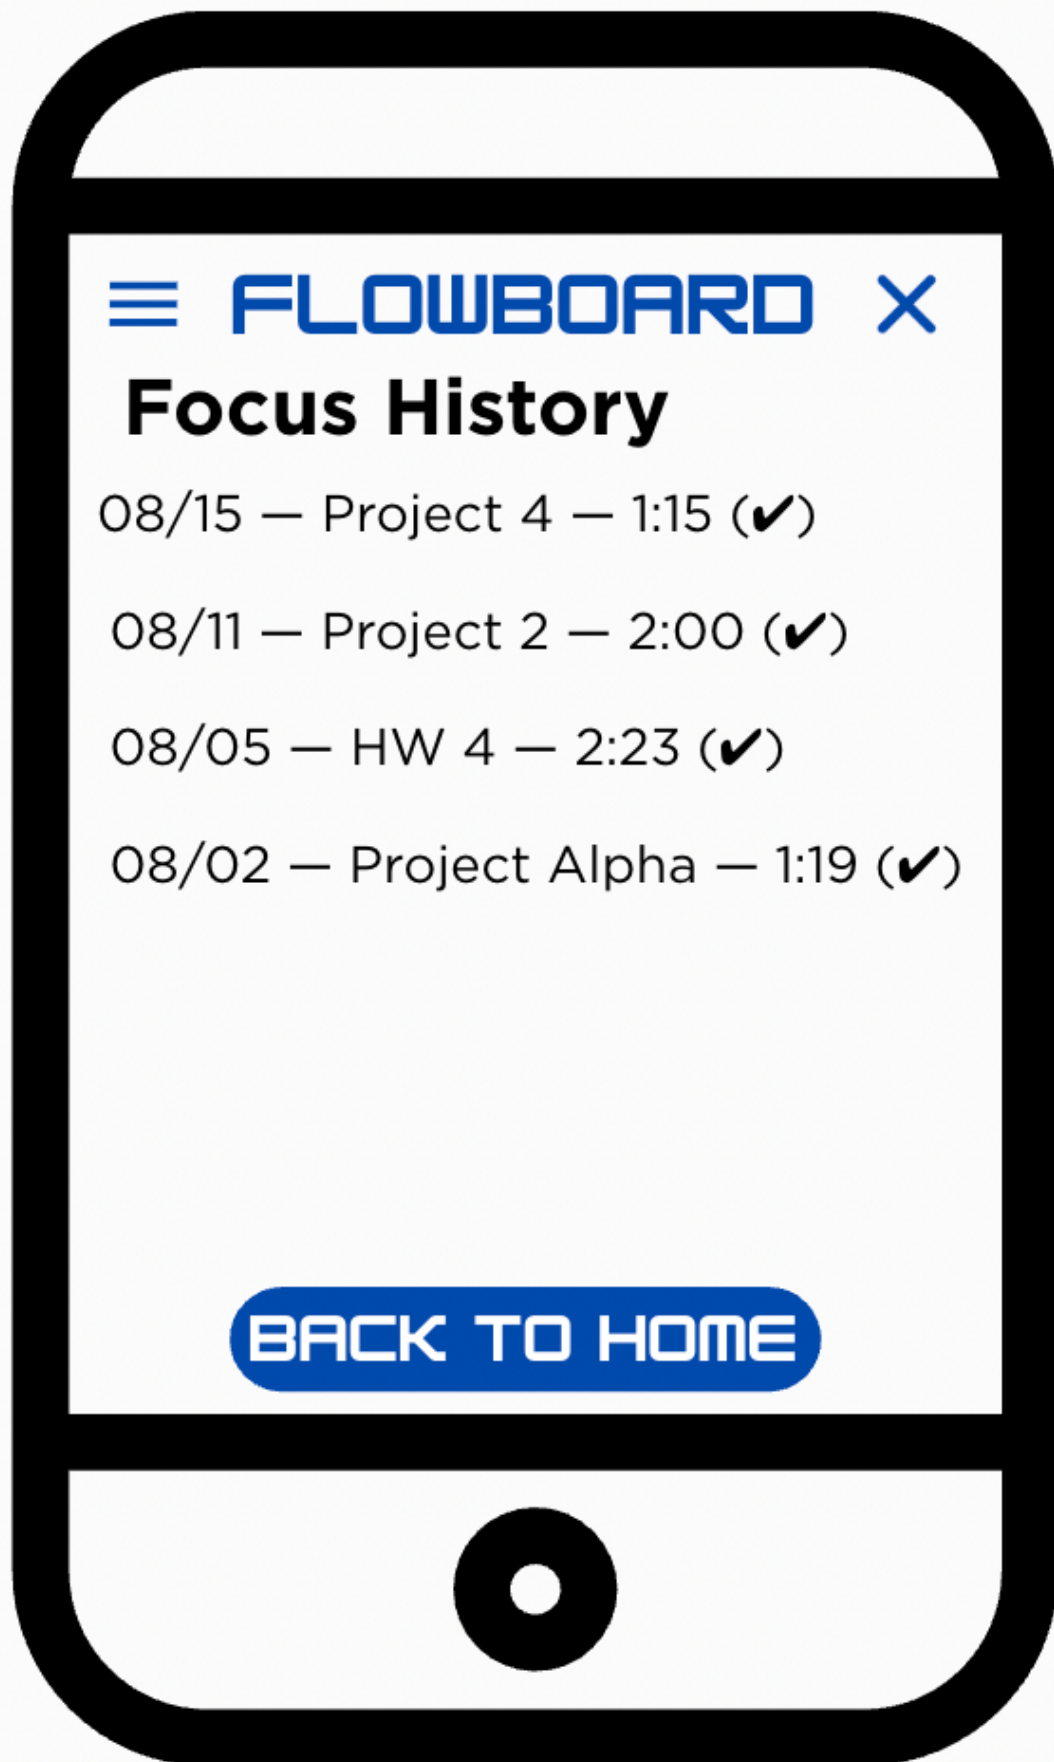 FLOWBOARD
Focus History
08/15 — Project 4 — 1:15 (✔)
08/11 — Project 2 — 2:00 (✔)
08/05 — HW 4 — 2:23 (✔)
08/02 — Project Alpha — 1:19 (✔)
BACK TO HOME